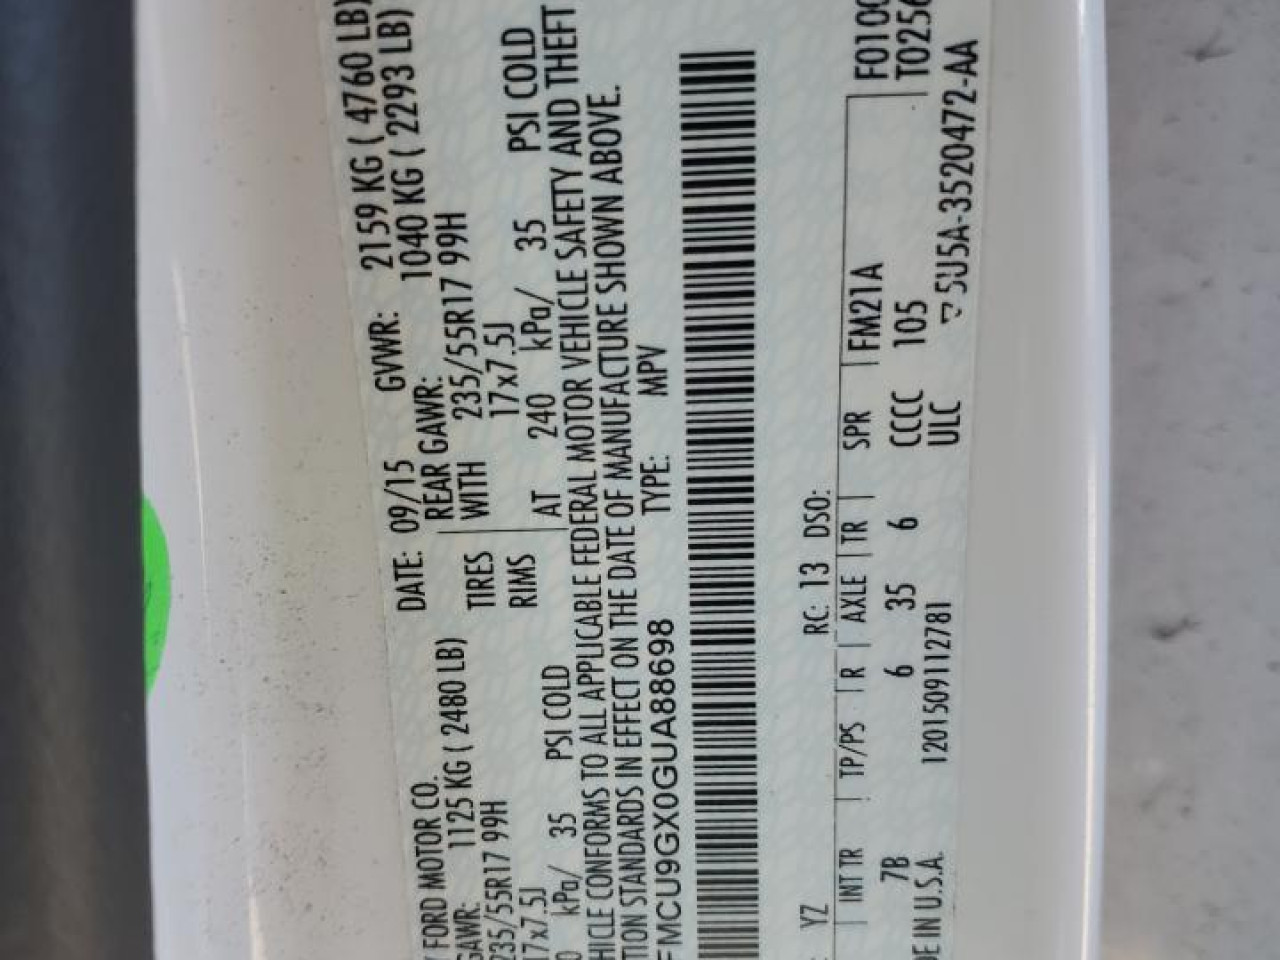 FORD MOTOR CO. DATE: 09/15 GVWR: 2159 KG ( 4760 LB)
GAWR: 1125 KG ( 2480 LB) REAR GAWR: 1040 KG ( 2293 LB)
235/55R17 99H TIRES WITH 235/55R17 99H
17x7.5J RIMS 17x7.5J
0 kPa/ 35 PSI COLD AT 240 kPa/ 35 PSI COLD
HICLE CONFORMS TO ALL APPLICABLE FEDERAL MOTOR VEHICLE SAFETY AND THEFT
TION STANDARDS IN EFFECT ON THE DATE OF MANUFACTURE SHOWN ABOVE.
FMCU9GX0GUA88698 TYPE: MPV
YZ RC: 13 DSO:
INT TR TP/PS R AXLE TR SPR FM21A F0100
7B 6 35 6 CCCC 105 T0256
DE IN U.S.A. 1201509112781 ULC 5U5A-3520472-AA